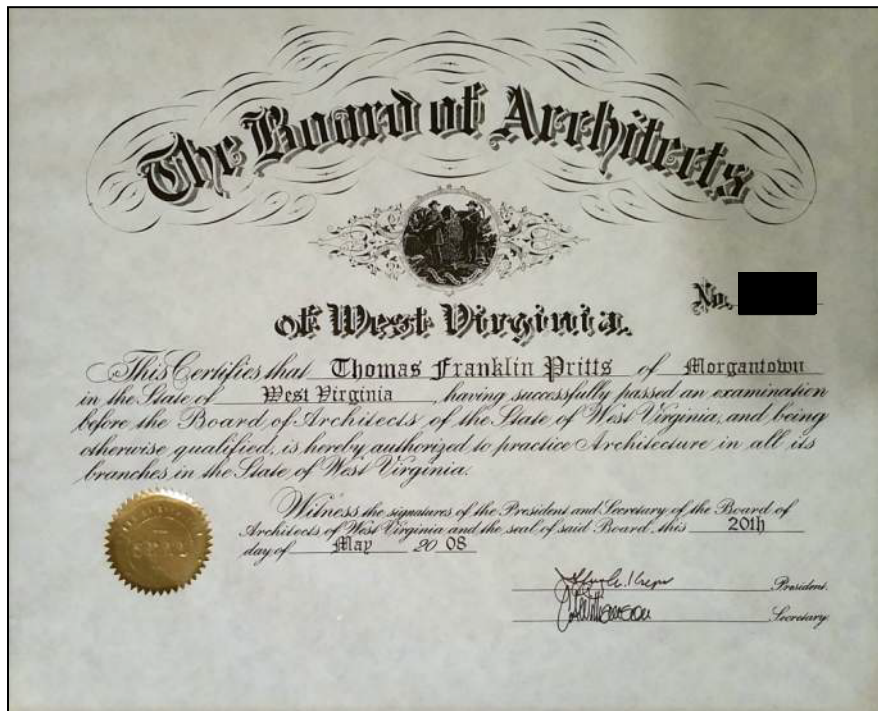 The Board of Architects
of West Virginia.
No.
This Certifies that Thomas Franklin Pritts of Morgantown
in the State of West Virginia, having successfully passed an examination
before the Board of Architects of the State of West Virginia, and being
otherwise qualified, is hereby authorized to practice Architecture in all its
branches in the State of West Virginia.
Witness the signatures of the President and Secretary of the Board of
Architects of West Virginia and the seal of said Board, this 20th
day of May 20 08
President.
Secretary.
SEAL